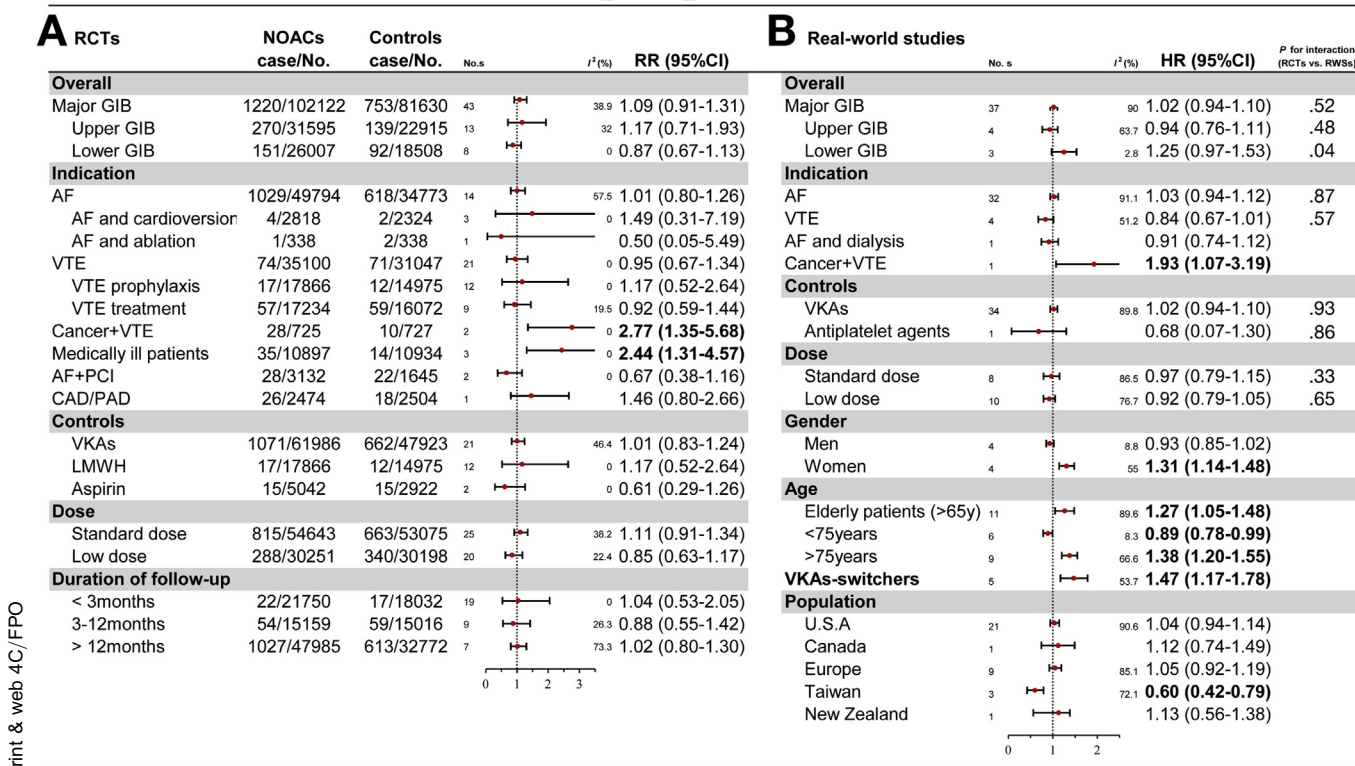 A RCTs NOACs case/No. Controls case/No. No.s I² (%) RR (95%CI)
Overall
Major GIB 1220/102122 753/81630 43 38.9 1.09 (0.91-1.31)
Upper GIB 270/31595 139/22915 13 32 1.17 (0.71-1.93)
Lower GIB 151/26007 92/18508 8 0 0.87 (0.67-1.13)
Indication
AF 1029/49794 618/34773 14 57.5 1.01 (0.80-1.26)
AF and cardioversion 4/2818 2/2324 3 0 1.49 (0.31-7.19)
AF and ablation 1/338 2/338 1 0.50 (0.05-5.49)
VTE 74/35100 71/31047 21 0 0.95 (0.67-1.34)
VTE prophylaxis 17/17866 12/14975 12 0 1.17 (0.52-2.64)
VTE treatment 57/17234 59/16072 9 19.5 0.92 (0.59-1.44)
Cancer+VTE 28/725 10/727 2 0 2.77 (1.35-5.68)
Medically ill patients 35/10897 14/10934 3 0 2.44 (1.31-4.57)
AF+PCI 28/3132 22/1645 2 0 0.67 (0.38-1.16)
CAD/PAD 26/2474 18/2504 1 1.46 (0.80-2.66)
Controls
VKAs 1071/61986 662/47923 21 46.4 1.01 (0.83-1.24)
LMWH 17/17866 12/14975 12 0 1.17 (0.52-2.64)
Aspirin 15/5042 15/2922 2 0 0.61 (0.29-1.26)
Dose
Standard dose 815/54643 663/53075 25 38.2 1.11 (0.91-1.34)
Low dose 288/30251 340/30198 20 22.4 0.85 (0.63-1.17)
Duration of follow-up
< 3months 22/21750 17/18032 19 0 1.04 (0.53-2.05)
3-12months 54/15159 59/15016 9 26.3 0.88 (0.55-1.42)
> 12months 1027/47985 613/32772 7 73.3 1.02 (0.80-1.30)
0 1 2 3
B Real-world studies No. s I² (%) HR (95%CI) P for interaction (RCTs vs. RWSs)
Overall
Major GIB 37 90 1.02 (0.94-1.10) .52
Upper GIB 4 63.7 0.94 (0.76-1.11) .48
Lower GIB 3 2.8 1.25 (0.97-1.53) .04
Indication
AF 32 91.1 1.03 (0.94-1.12) .87
VTE 4 51.2 0.84 (0.67-1.01) .57
AF and dialysis 1 0.91 (0.74-1.12)
Cancer+VTE 1 1.93 (1.07-3.19)
Controls
VKAs 34 89.8 1.02 (0.94-1.10) .93
Antiplatelet agents 1 0.68 (0.07-1.30) .86
Dose
Standard dose 8 86.5 0.97 (0.79-1.15) .33
Low dose 10 76.7 0.92 (0.79-1.05) .65
Gender
Men 4 8.8 0.93 (0.85-1.02)
Women 4 55 1.31 (1.14-1.48)
Age
Elderly patients (>65y) 11 89.6 1.27 (1.05-1.48)
<75years 6 8.3 0.89 (0.78-0.99)
>75years 9 66.6 1.38 (1.20-1.55)
VKAs-switchers 5 53.7 1.47 (1.17-1.78)
Population
U.S.A 21 90.6 1.04 (0.94-1.14)
Canada 1 1.12 (0.74-1.49)
Europe 9 85.1 1.05 (0.92-1.19)
Taiwan 3 72.1 0.60 (0.42-0.79)
New Zealand 1 1.13 (0.56-1.38)
0 1 2
rint & web 4C/FPO